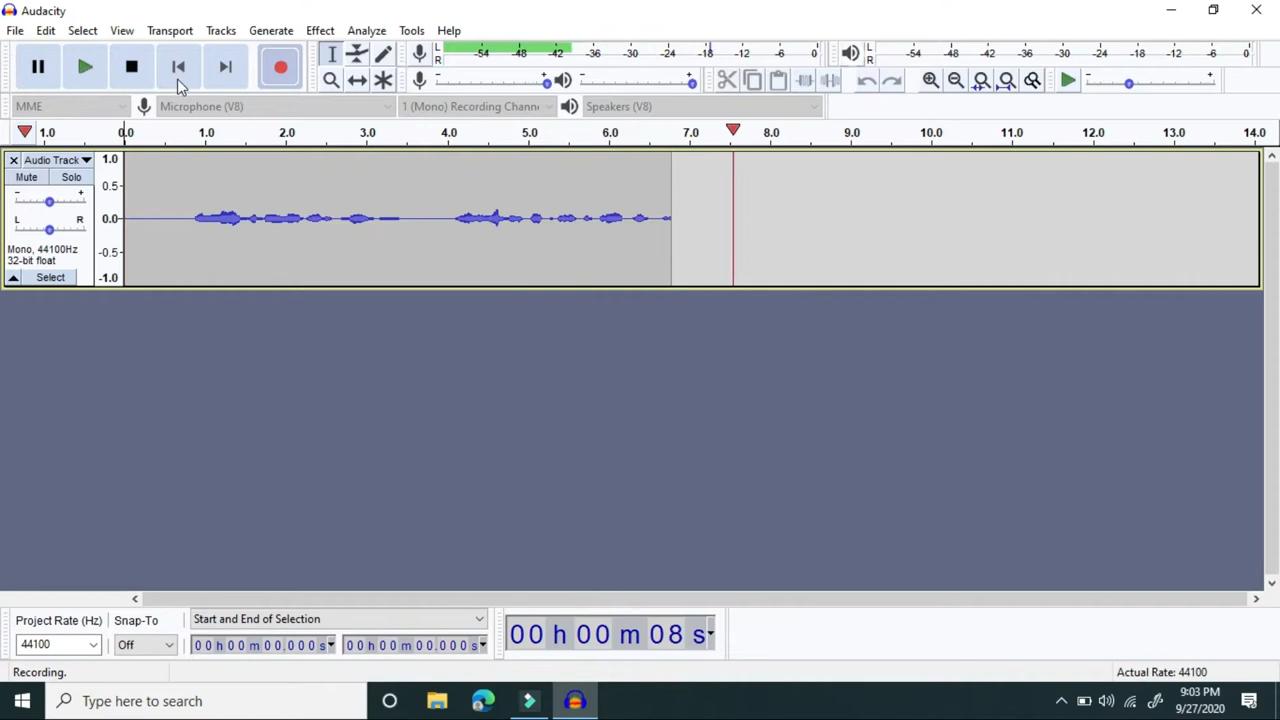 Audacity
File Edit Select View Transport Tracks Generate Effect Analyze Tools Help
L R -54 -48 -42 -36 -30 -24 -18 -12 -6 0 L R -54 -48 -42 -36 -30 -24 -18 -12 -6 0
- + - + - +
MME Microphone (V8) 1 (Mono) Recording Channe Speakers (V8)
1.0 0.0 1.0 2.0 3.0 4.0 5.0 6.0 7.0 8.0 9.0 10.0 11.0 12.0 13.0 14.0
Audio Track 1.0
Mute Solo 0.5
- +
L R 0.0
Mono, 44100Hz -0.5
32-bit float
Select -1.0
Project Rate (Hz) Snap-To Start and End of Selection
44100 Off 00 h 00 m 00.000 s 00 h 00 m 00.000 s 00 h 00 m 08 s
Recording. Actual Rate: 44100
Type here to search 9:03 PM
9/27/2020